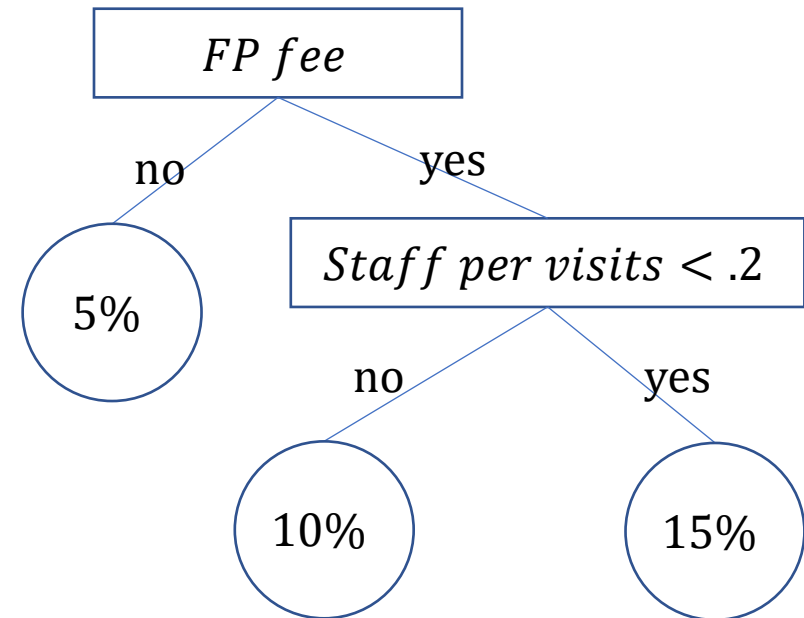 FP fee
no
yes
Staff per visits < .2
5%
no
yes
10%
15%